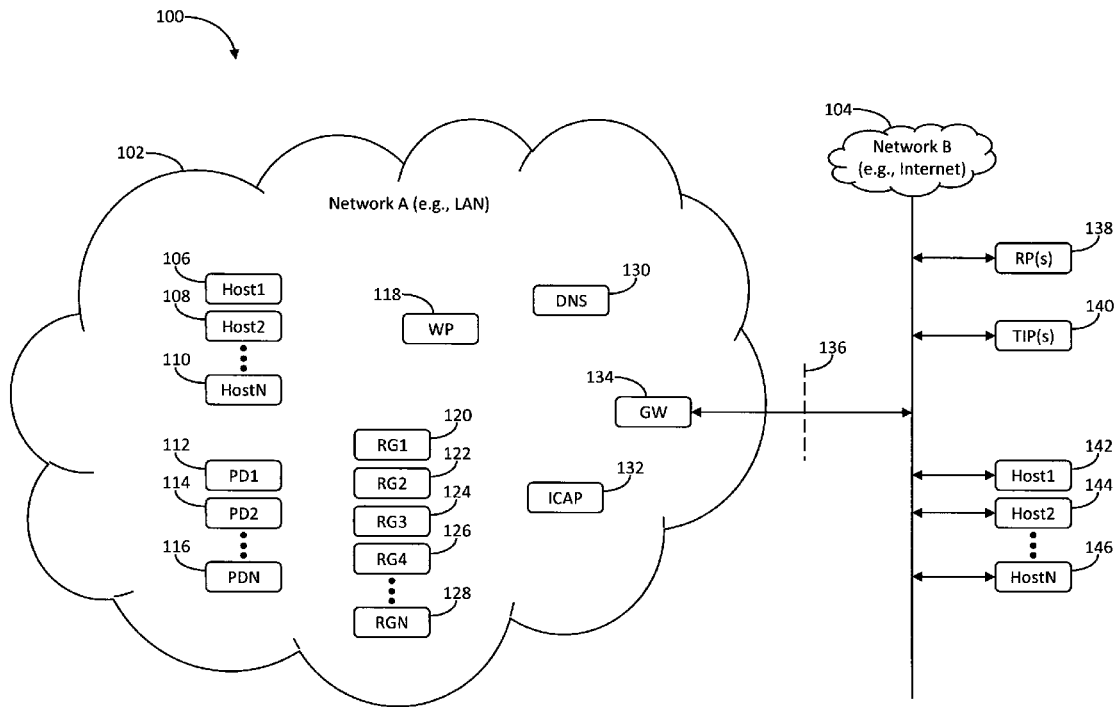 100
102
Network A (e.g., LAN)
104
Network B
(e.g., Internet)
106
Host1
108
Host2
110
HostN
112
PD1
114
PD2
116
PDN
118
WP
120
RG1
122
RG2
124
RG3
126
RG4
128
RGN
130
DNS
132
ICAP
134
GW
136
138
RP(s)
140
TIP(s)
142
Host1
144
Host2
146
HostN